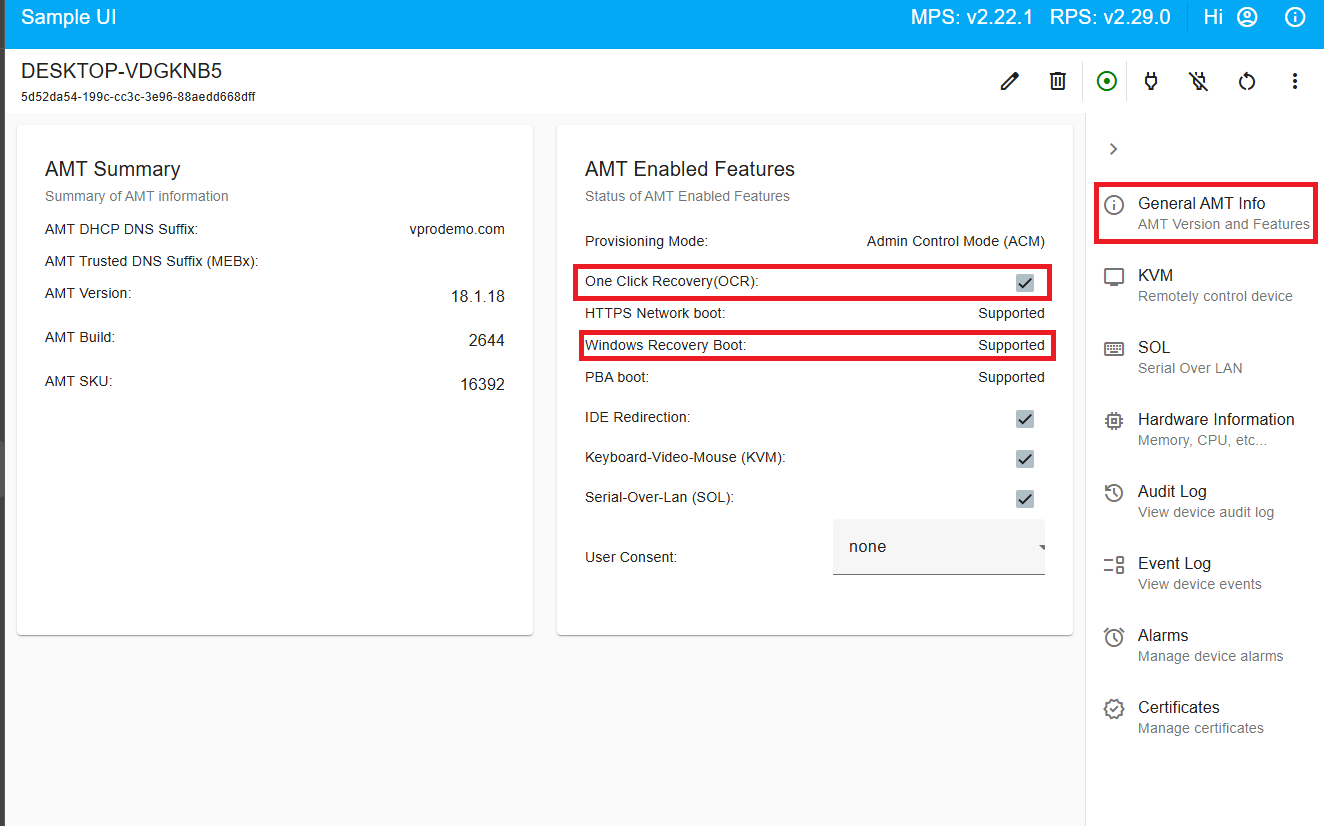 Sample UI
MPS: v2.22.1 RPS: v2.29.0 Hi
DESKTOP-VDGKNB5
5d52da54-199c-cc3c-3e96-88aedd668dff
AMT Summary
Summary of AMT information
AMT DHCP DNS Suffix: vprodemo.com
AMT Trusted DNS Suffix (MEBx):
AMT Version: 18.1.18
AMT Build: 2644
AMT SKU: 16392
AMT Enabled Features
Status of AMT Enabled Features
Provisioning Mode: Admin Control Mode (ACM)
One Click Recovery(OCR):
HTTPS Network boot: Supported
Windows Recovery Boot: Supported
PBA boot: Supported
IDE Redirection:
Keyboard-Video-Mouse (KVM):
Serial-Over-Lan (SOL):
User Consent: none
General AMT Info
AMT Version and Features
KVM
Remotely control device
SOL
Serial Over LAN
Hardware Information
Memory, CPU, etc...
Audit Log
View device audit log
Event Log
View device events
Alarms
Manage device alarms
Certificates
Manage certificates